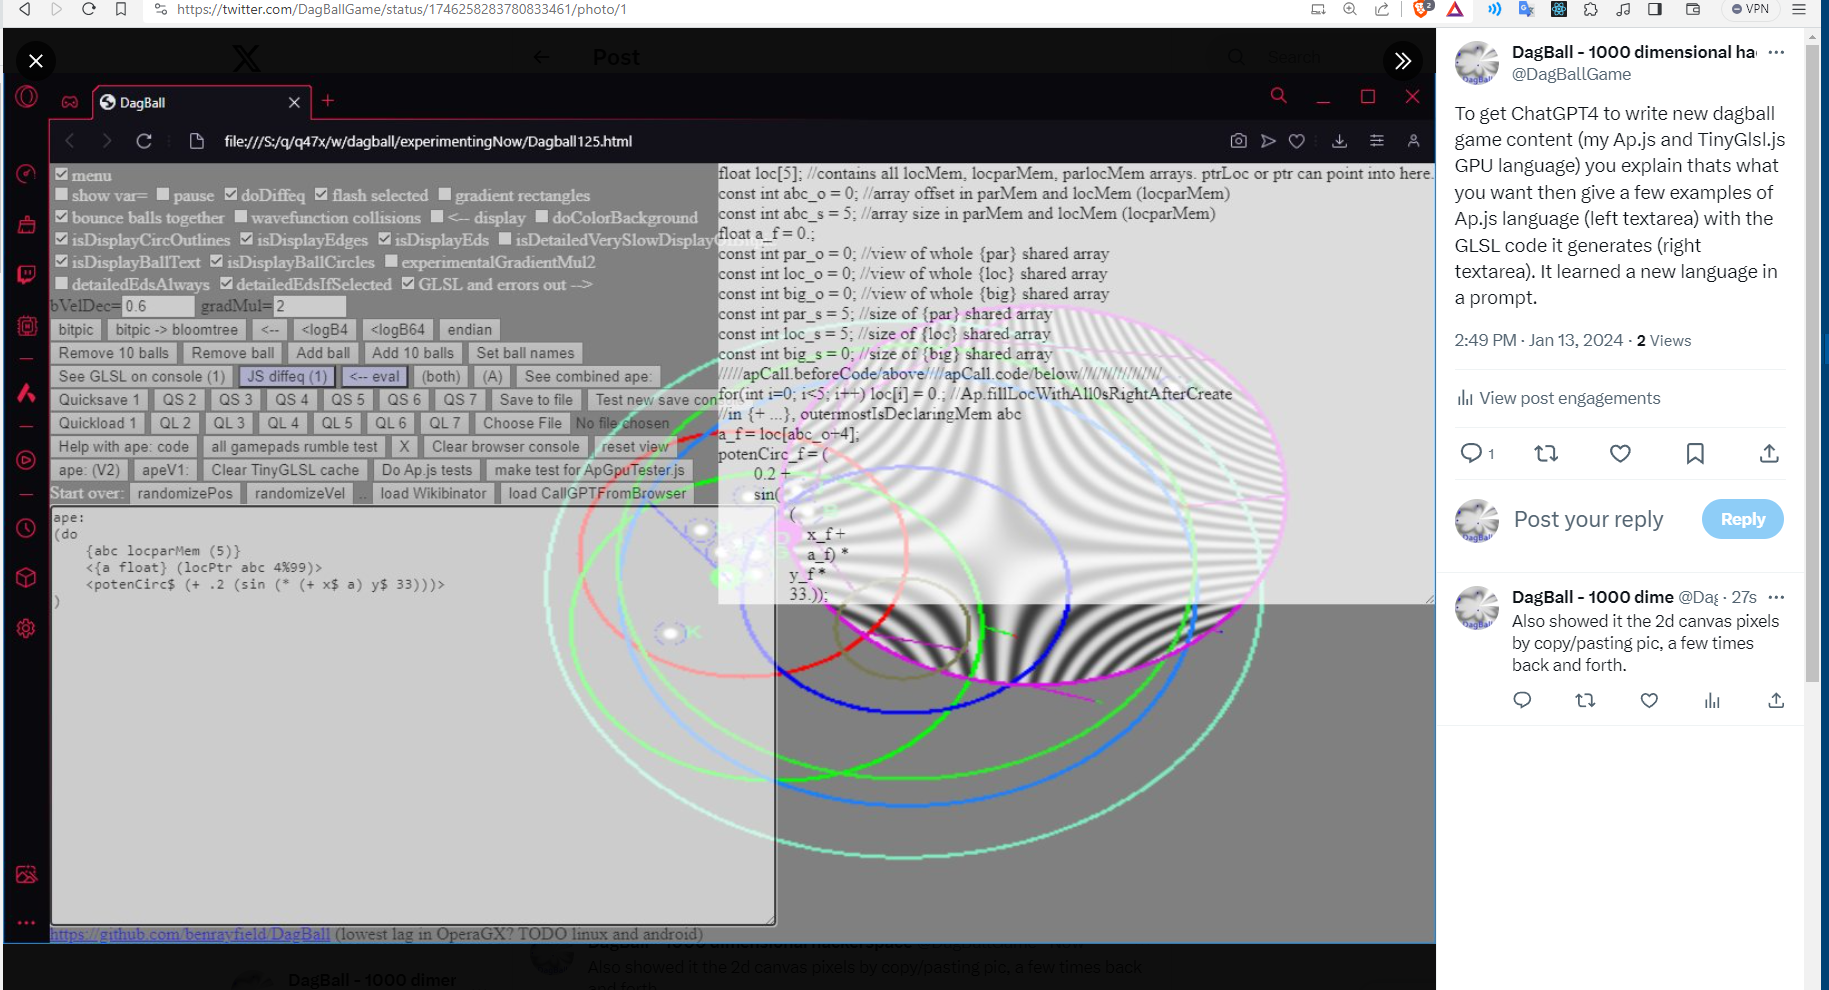 https://twitter.com/DagBallGame/status/1746258283780833461/photo/1
2
VPN
Post
Search
DagBall
file:///S:/q/q47x/w/dagball/experimentingNow/Dagball125.html
menu
show var= pause doDiffeq flash selected gradient rectangles
bounce balls together wavefunction collisions <-- display doColorBackground
isDisplayCircOutlines isDisplayEdges isDisplayEds
isDisplayBallText isDisplayBallCircles experimentalGradientMul2
detailedEdsAlways detailedEdsIfSelected GLSL and errors out -->
bVelDec= 0.6 gradMul= 2
bitpic bitpic -> bloomtree <-- <logB4 <logB64 endian
Remove 10 balls Remove ball Add ball Add 10 balls Set ball names
See GLSL on console (1) JS diffeq (1) <-- eval (both) (A) See combined ape:
Quicksave 1 QS 2 QS 3 QS 4 QS 5 QS 6 QS 7 Save to file Test new save con
Quickload 1 QL 2 QL 3 QL 4 QL 5 QL 6 QL 7 Choose File No file chosen
Help with ape: code all gamepads rumble test X Clear browser console reset view
ape: (V2) apeV1: Clear TinyGLSL cache Do Ap.js tests make test for ApGpuTester.js
Start over: randomizePos randomizeVel .. load Wikibinator load CallGPTFromBrowser
ape:
(do
{abc locparMem (5)}
<{a float} (locPtr abc 4%99)>
<potenCirc$ (+ .2 (sin (* (+ x$ a) y$ 33)))>
)
K
https://github.com/benrayfield/DagBall (lowest lag in OperaGX? TODO linux and android)
float loc[5]; //contains all locMem, locparMem, parlocMem arrays. ptrLoc or ptr can point into here.
const int abc_o = 0; //array offset in parMem and locMem (locparMem)
const int abc_s = 5; //array size in parMem and locMem (locparMem)
float a_f = 0.;
const int par_o = 0; //view of whole {par} shared array
const int loc_o = 0; //view of whole {loc} shared array
const int big_o = 0; //view of whole {big} shared array
const int par_s = 5; //size of {par} shared array
const int loc_s = 5; //size of {loc} shared array
const int big_s = 0; //size of {big} shared array
/////apCall.beforeCode/above////apCall.code/below/////////////////
for(int i=0; i<5; i++) loc[i] = 0.; //Ap.fillLocWithAll0sRightAfterCreate
//in {+ ...}, outermostIsDeclaringMem abc
a_f = loc[abc_o+4];
potenCirc_f = (
0.2 +
sin(
(
x_f +
a_f) *
y_f *
33.));
DagBall - 1000 dimer
Also showed it the 2d canvas pixels by copy/pasting pic, a few times back
and forth.
DagBall - 1000 dimensional ha
@DagBallGame
To get ChatGPT4 to write new dagball
game content (my Ap.js and TinyGlsl.js
GPU language) you explain thats what
you want then give a few examples of
Ap.js language (left textarea) with the
GLSL code it generates (right
textarea). It learned a new language in
a prompt.
2:49 PM · Jan 13, 2024 · 2 Views
View post engagements
1
Post your reply Reply
DagBall - 1000 dime @Dag · 27s
Also showed it the 2d canvas pixels
by copy/pasting pic, a few times
back and forth.